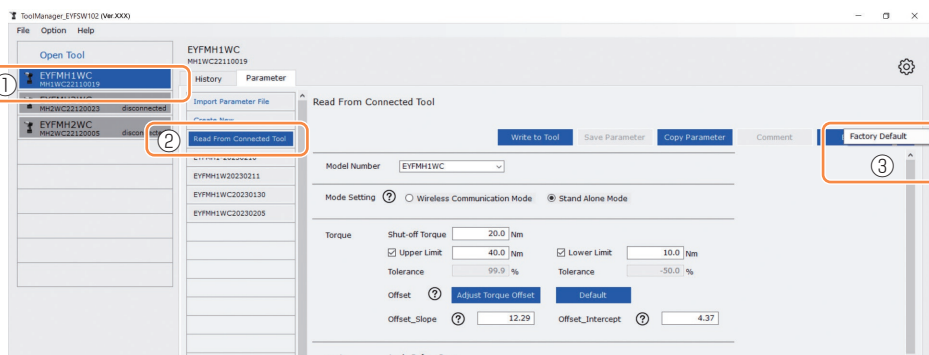 ToolManager_EYFSW102 (Ver.XXX)
File Option Help
Open Tool
EYFMH1WC
MH1WC22110019
①
EYFMH1WC
MH1WC22110019
MH2WC22120023 disconnected
EYFMH2WC
MH2WC22120005 disconnected
History Parameter
Import Parameter File
Create New
②
Read From Connected Tool
EYFMH1W20230211
EYFMH1WC20230130
EYFMH1WC20230205
Read From Connected Tool
Write to Tool Save Parameter Copy Parameter Comment
Factory Default
③
Model Number EYFMH1WC
Mode Setting ? Wireless Communication Mode Stand Alone Mode
Torque Shut-off Torque 20.0 Nm
Upper Limit 40.0 Nm Lower Limit 10.0 Nm
Tolerance 99.9 % Tolerance -50.0 %
Offset ? Adjust Torque Offset Default
Offset_Slope ? 12.29 Offset_Intercept ? 4.37